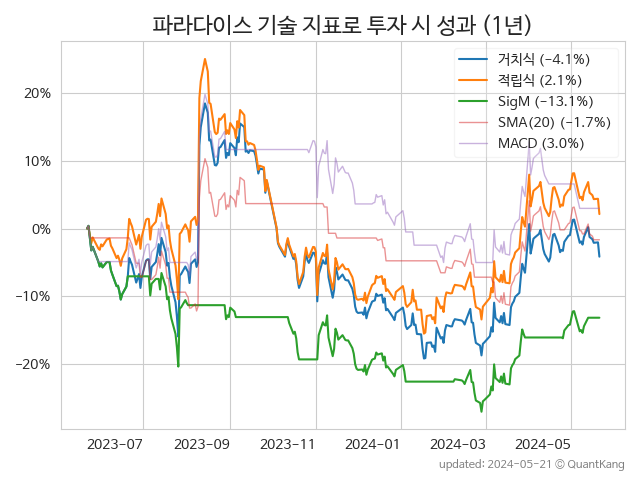 파라다이스 기술 지표로 투자 시 성과 (1년)
거치식 (−4.1%)
적립식 (2.1%)
SigM (−13.1%)
SMA(20) (−1.7%)
MACD (3.0%)
20%
10%
0%
−10%
−20%
2023−07
2023−09
2023−11
2024−01
2024−03
2024−05
updated: 2024−05−21 © QuantKang